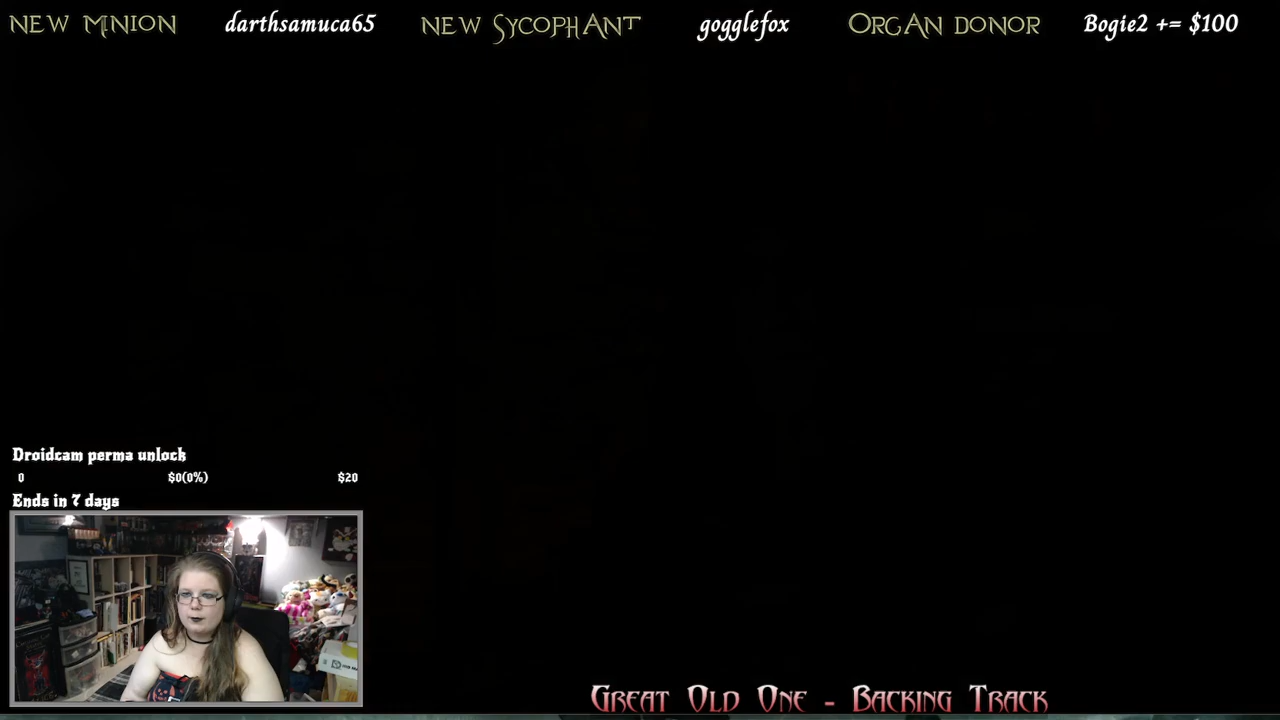 NEW MINION darthsamuca65 NEW SYCOPHANT gogglefox ORGAN DONOR Bogie2 += $100
Droidcam perma unlock
0 $0(0%) $20
Ends in 7 days
GREAT OLD ONE - BACKING TRACK